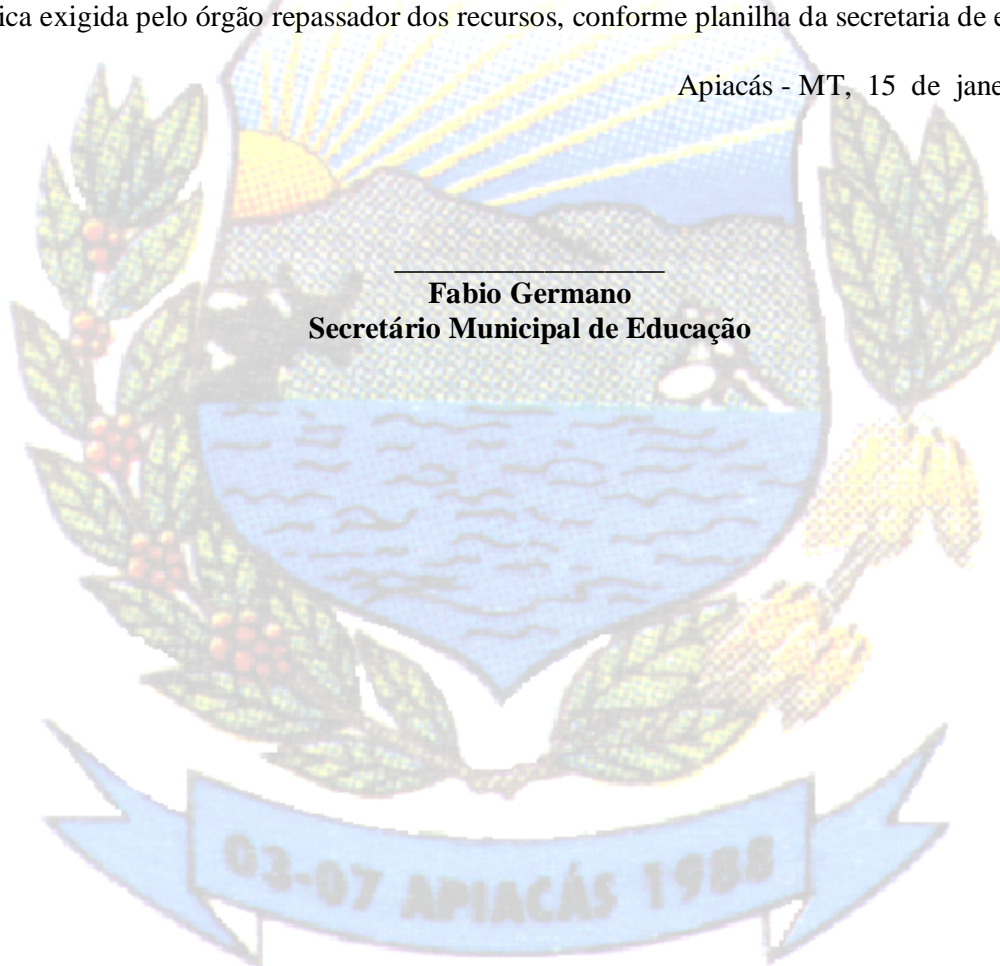 ica exigida pelo órgão repassador dos recursos, conforme planilha da secretaria de e
Apiacás - MT, 15 de jane
Fabio Germano
Secretário Municipal de Educação
03-07 APIACÁS 1988